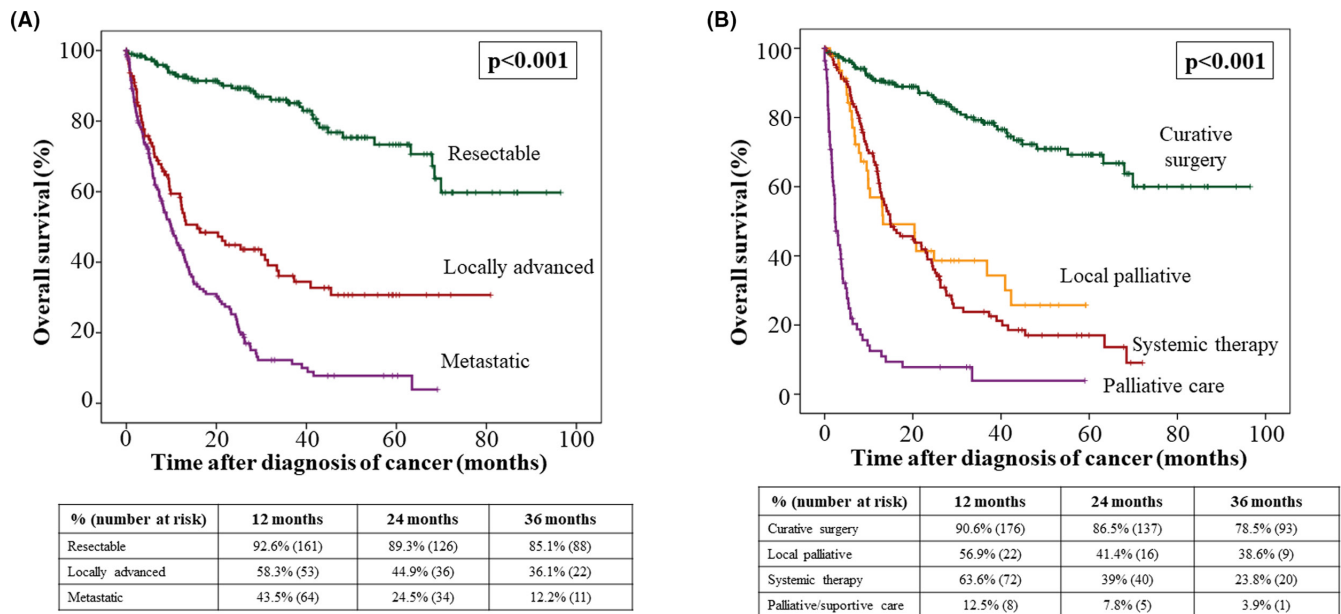 (A)
p<0.001
Overall survival (%)
100
80
60
40
20
0
Resectable
Locally advanced
Metastatic
0 20 40 60 80 100
Time after diagnosis of cancer (months)
% (number at risk) 12 months 24 months 36 months
Resectable 92.6% (161) 89.3% (126) 85.1% (88)
Locally advanced 58.3% (53) 44.9% (36) 36.1% (22)
Metastatic 43.5% (64) 24.5% (34) 12.2% (11)
(B)
p<0.001
Overall survival (%)
100
80
60
40
20
0
Curative
surgery
Local palliative
Systemic therapy
Palliative care
0 20 40 60 80 100
Time after diagnosis of cancer (months)
% (number at risk) 12 months 24 months 36 months
Curative surgery 90.6% (176) 86.5% (137) 78.5% (93)
Local palliative 56.9% (22) 41.4% (16) 38.6% (9)
Systemic therapy 63.6% (72) 39% (40) 23.8% (20)
Palliative/suportive care 12.5% (8) 7.8% (5) 3.9% (1)